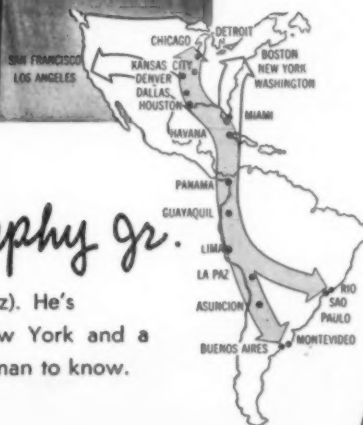 DETROIT
CHICAGO
BOSTON
NEW YORK
WASHINGTON
SAN FRANCISCO
LOS ANGELES
KANSAS CITY
DENVER
DALLAS
HOUSTON
MIAMI
HAVANA
PANAMA
GUAYAQUIL
LIMA
LA PAZ
RIO
SAO
PAULO
ASUNCION
MONTEVIDEO
BUENOS AIRES
phy Jr.
z). He's
w York and a
man to know.